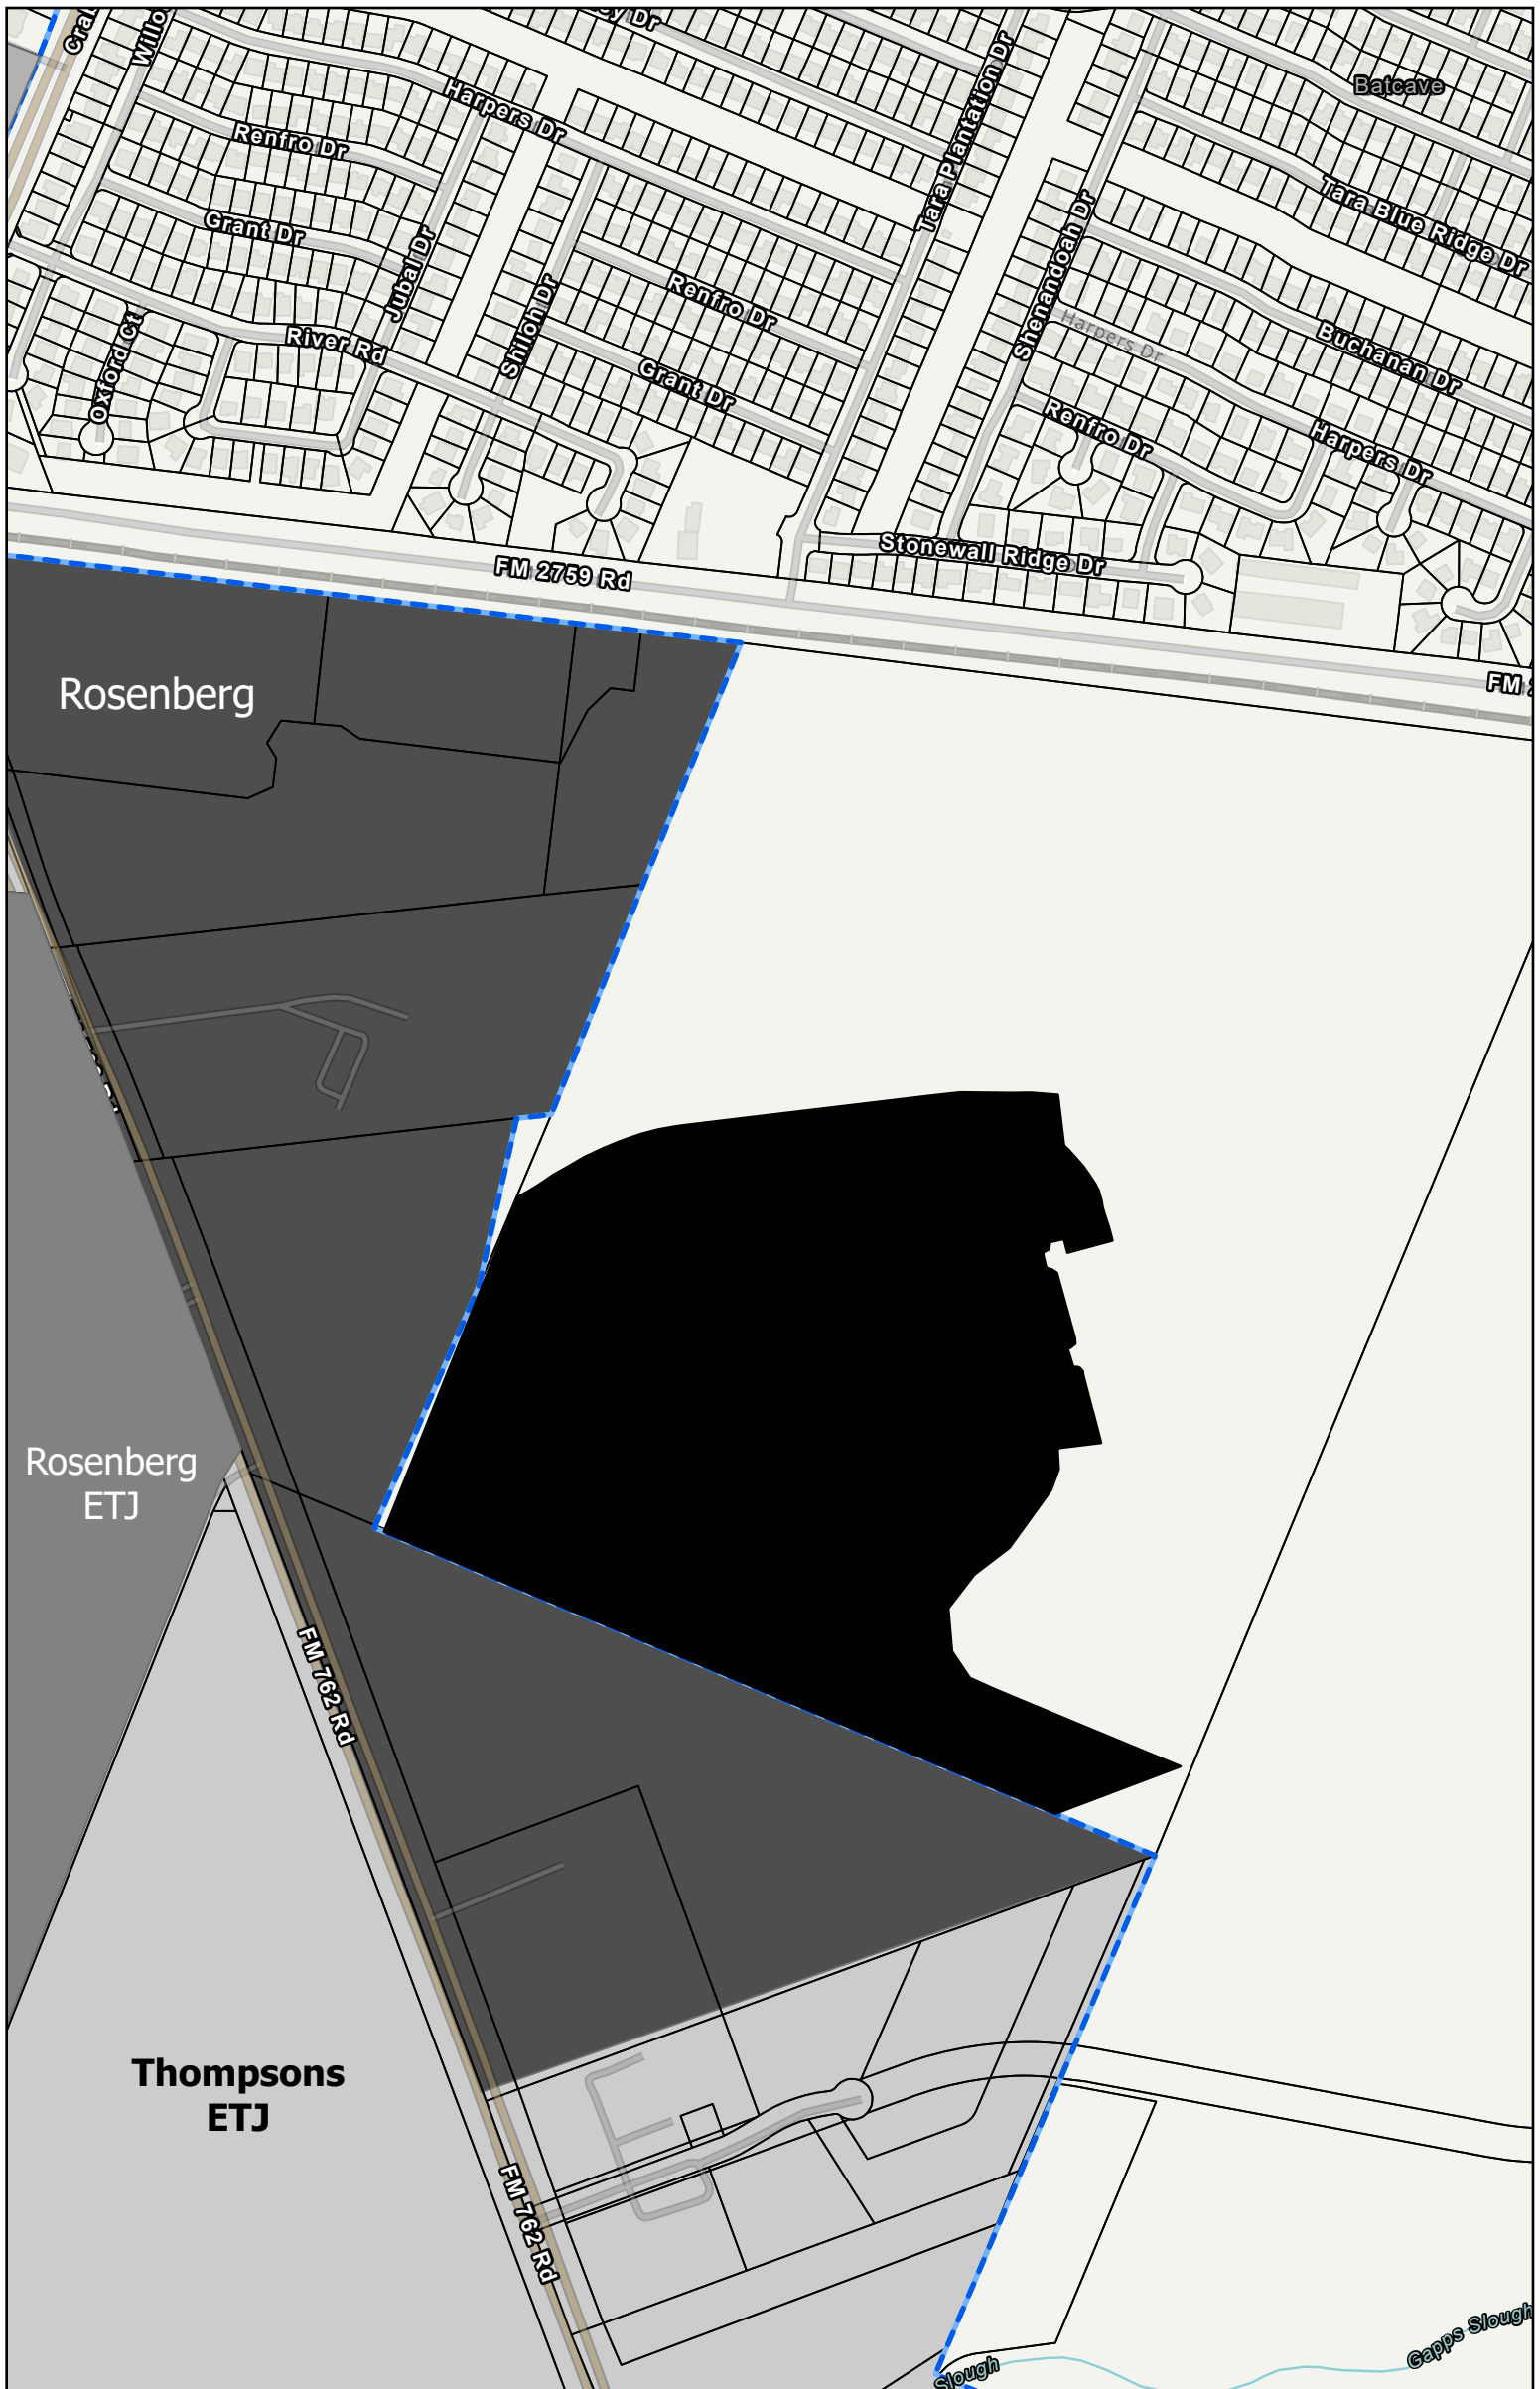 Batcave
Harpers Dr
Renfro Dr
Tara Plantation Dr
Tara Blue Ridge Dr
Grant Dr
Jubal Dr
Renfro Dr
Shenandoah Dr
Oxford Ct
River Rd
Shiloh Dr
Harpers Dr
Buchanan Dr
Grant Dr
Renfro Dr
Harpers Dr
Stonewall Ridge Dr
FM 2759 Rd
FM
Rosenberg
Rosenberg
ETJ
FM 762 Rd
Thompsons
ETJ
FM 762 Rd
Gapps Slough
Slough